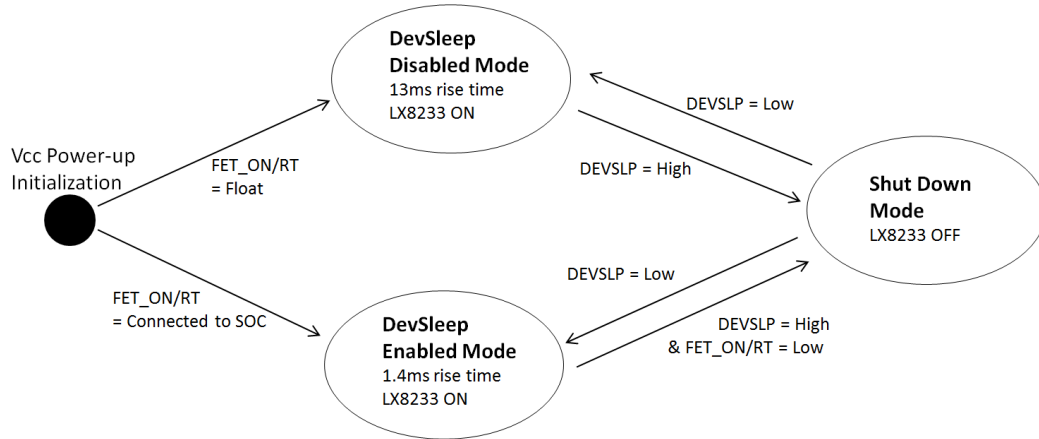 DevSleep
Disabled Mode
13ms rise time
LX8233 ON
DEVSLP = Low
Vcc Power-up
Initialization
FET_ON/RT
= Float
DEVSLP = High
Shut Down
Mode
LX8233 OFF
DEVSLP = Low
FET_ON/RT
= Connected to SOC
DevSleep
Enabled Mode
1.4ms rise time
LX8233 ON
DEVSLP = High
& FET_ON/RT = Low